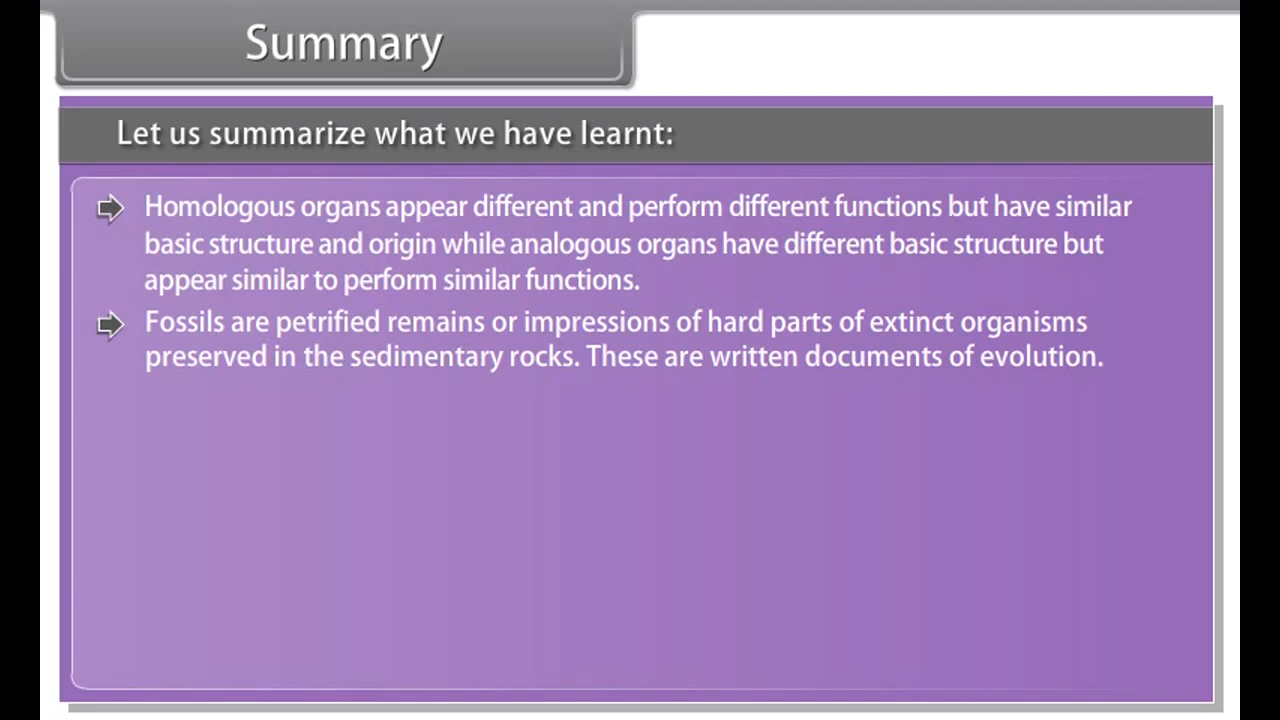 Summary
Let us summarize what we have learnt:
Homologous organs appear different and perform different functions but have similar
basic structure and origin while analogous organs have different basic structure but
appear similar to perform similar functions.
Fossils are petrified remains or impressions of hard parts of extinct organisms
preserved in the sedimentary rocks. These are written documents of evolution.